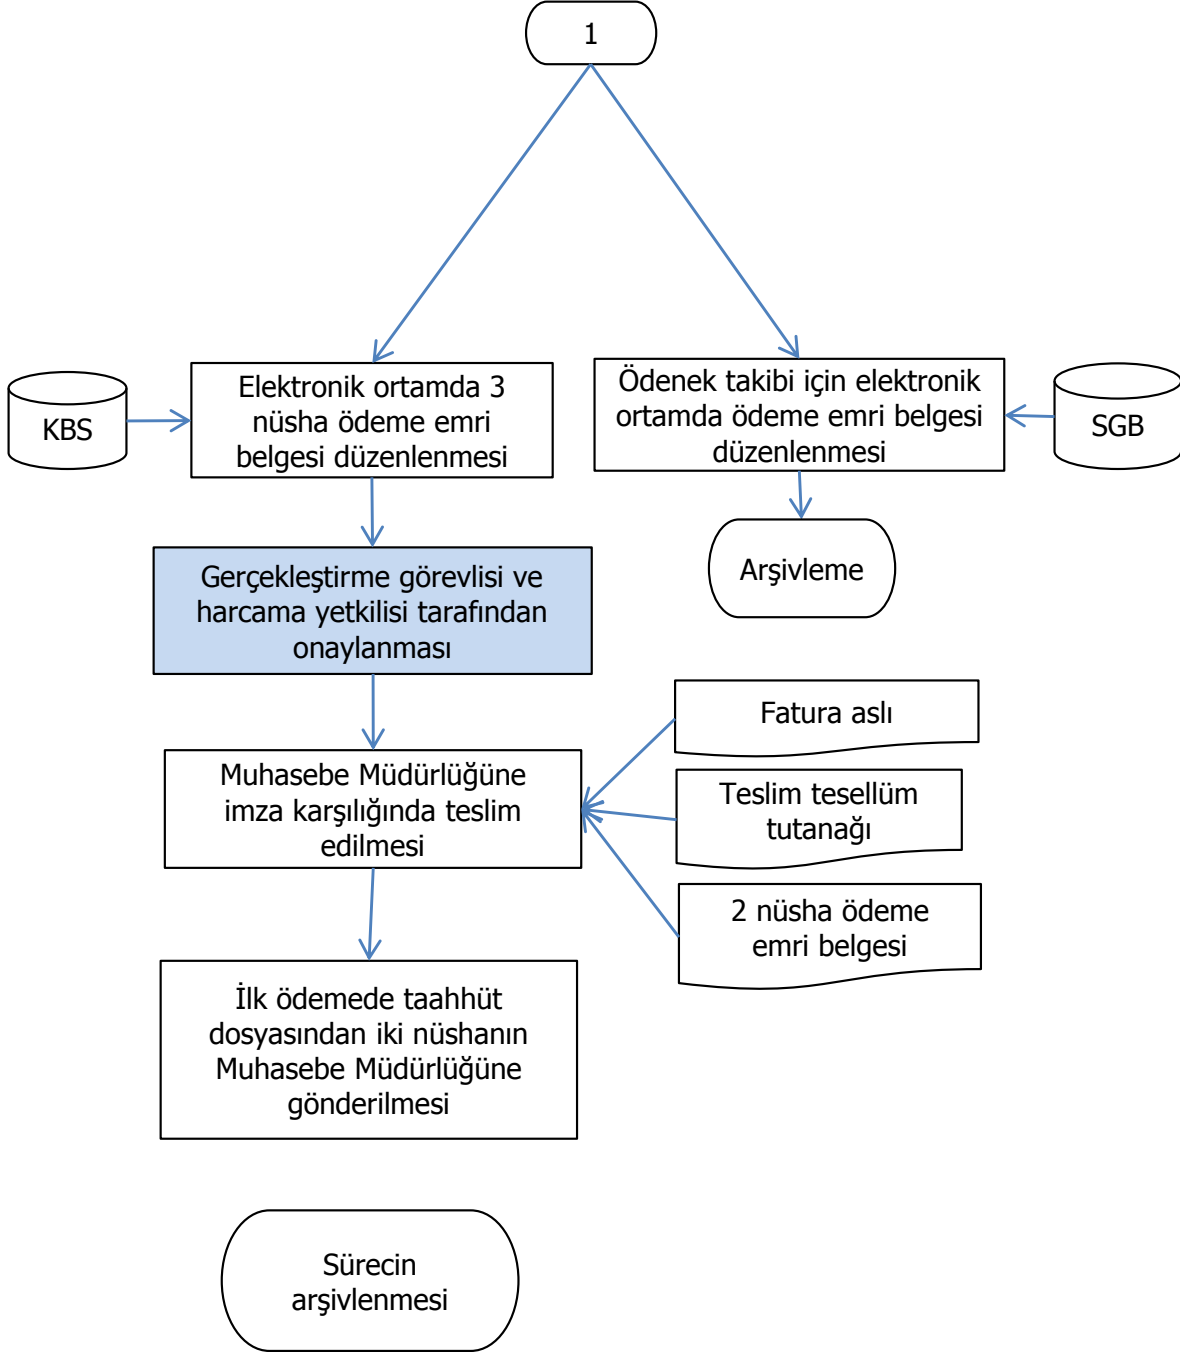 1
KBS
Elektronik ortamda 3
nüsha ödeme emri
belgesi düzenlenmesi
Ödenek takibi için elektronik
ortamda ödeme emri belgesi
düzenlenmesi
SGB
Gerçekleştirme görevlisi ve
harcama yetkilisi tarafından
onaylanması
Arşivleme
Muhasebe Müdürlüğüne
imza karşılığında teslim
edilmesi
Fatura aslı
Teslim tesellüm
tutanağı
2 nüsha ödeme
emri belgesi
İlk ödemede taahhüt
dosyasından iki nüshanın
Muhasebe Müdürlüğüne
gönderilmesi
Sürecin
arşivlenmesi